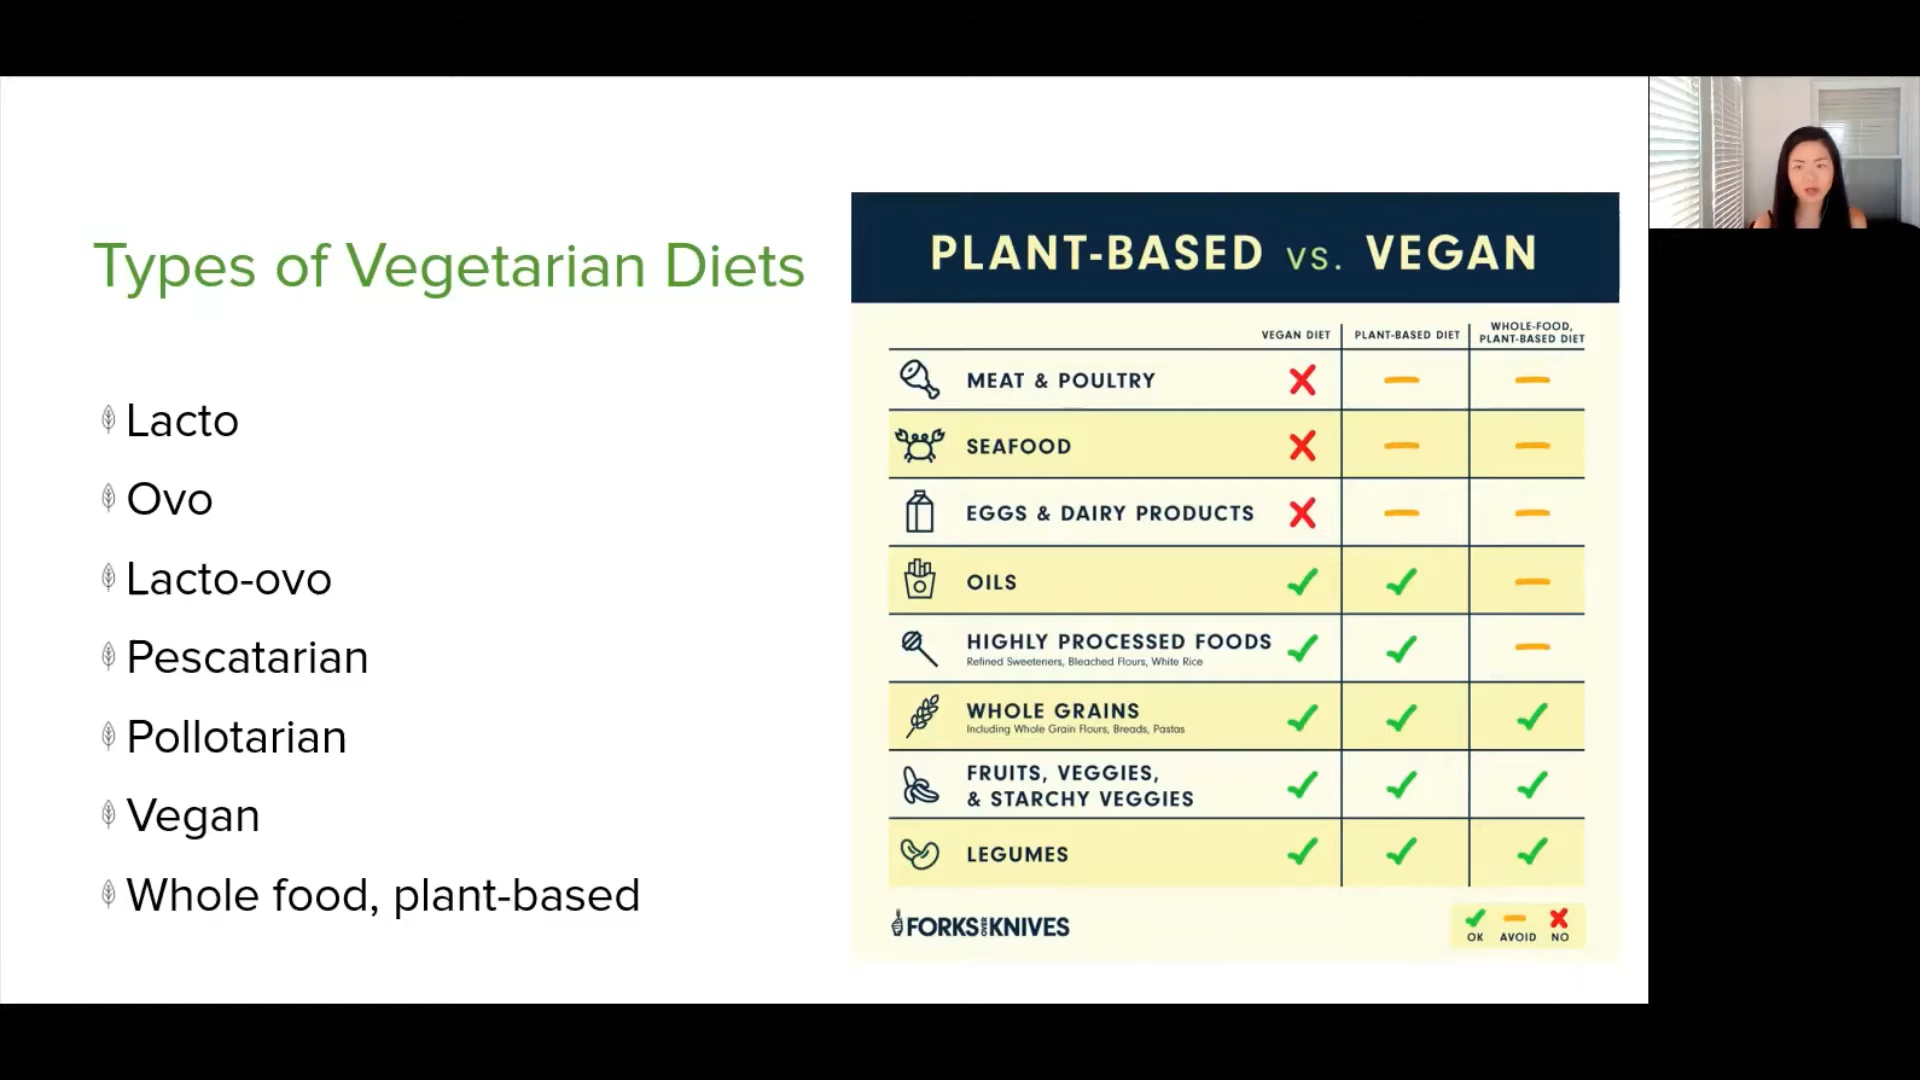 Types of Vegetarian Diets
Lacto
Ovo
Lacto-ovo
Pescatarian
Pollotarian
Vegan
Whole food, plant-based
PLANT-BASED vs. VEGAN
VEGAN DIET
PLANT-BASED DIET
WHOLE-FOOD,
PLANT-BASED DIET
MEAT & POULTRY
SEAFOOD
EGGS & DAIRY PRODUCTS
OILS
HIGHLY PROCESSED FOODS
Refined Sweeteners, Bleached Flours, White Rice
WHOLE GRAINS
Including Whole Grain Flours, Breads, Pastas
FRUITS, VEGGIES,
& STARCHY VEGGIES
LEGUMES
FORKS OVER KNIVES
OK AVOID NO